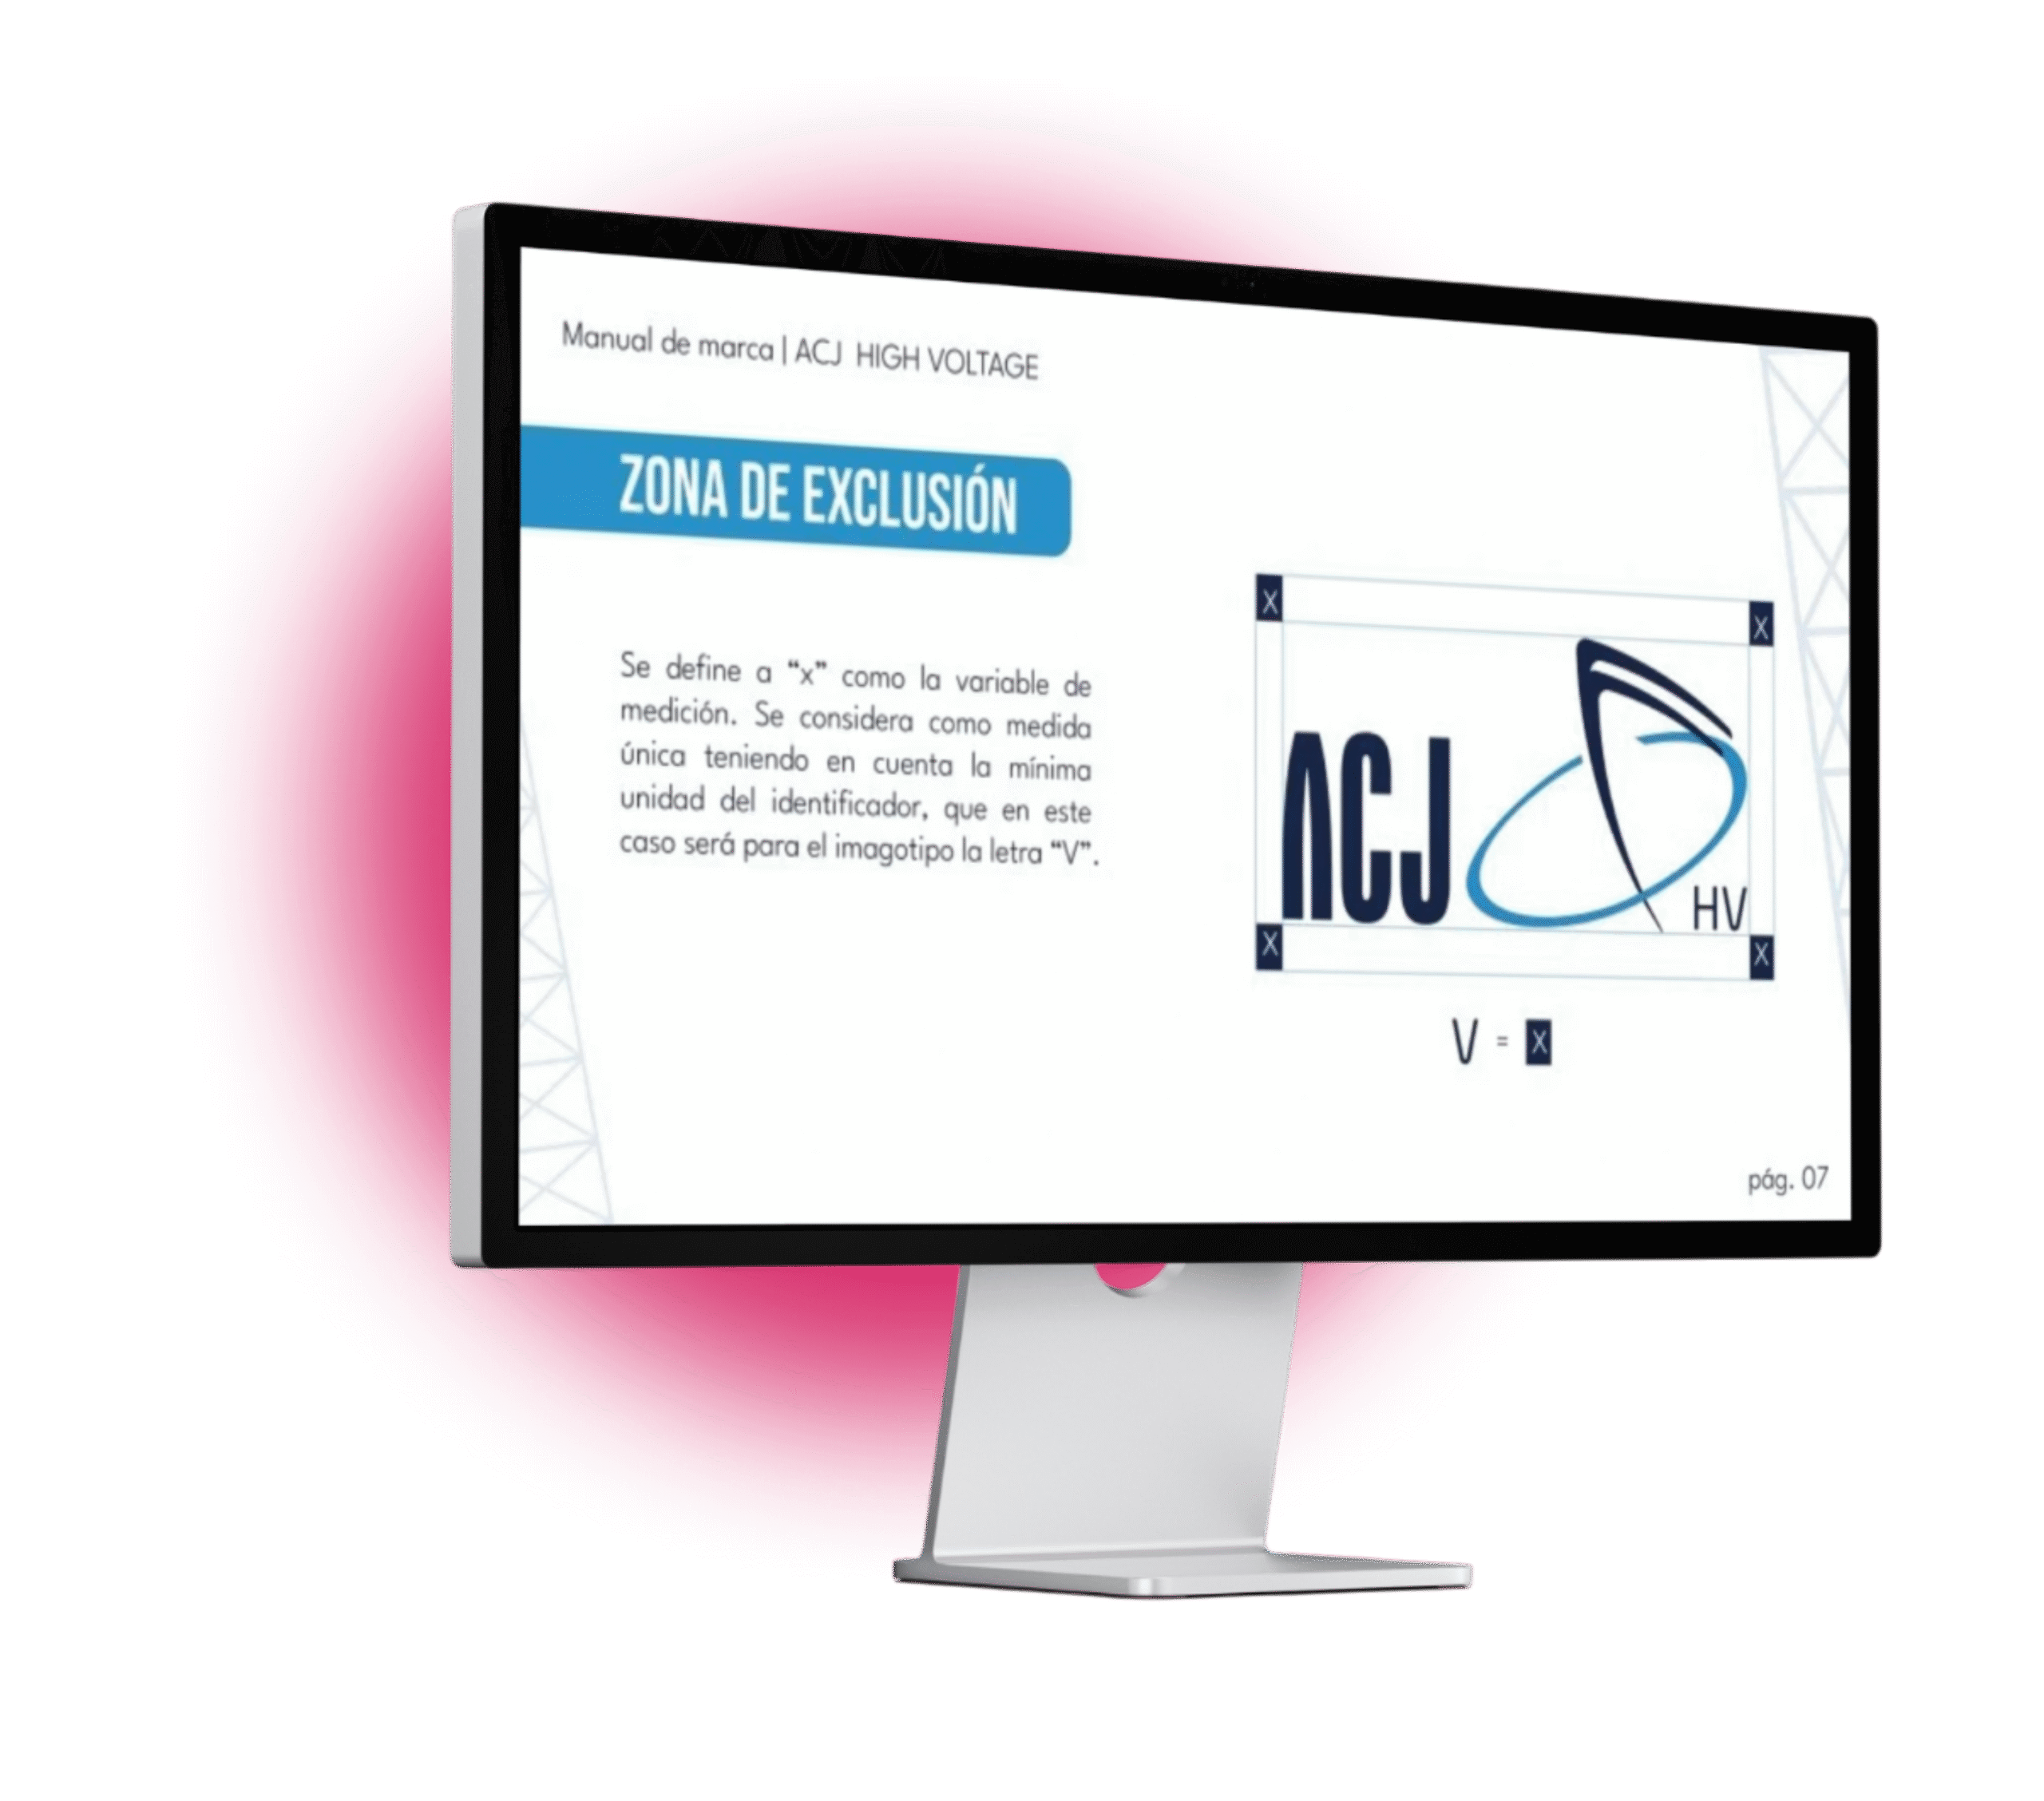 Manual de marca | ACJ HIGH VOLTAGE
ZONA DE EXCLUSIÓN
Se define a “x” como la variable de
medición. Se considera como medida
única teniendo en cuenta la mínima
unidad del identificador, que en este
caso será para el imagotipo la letra “V”.
X X
ACJ HV
X X
V = X
pág. 07